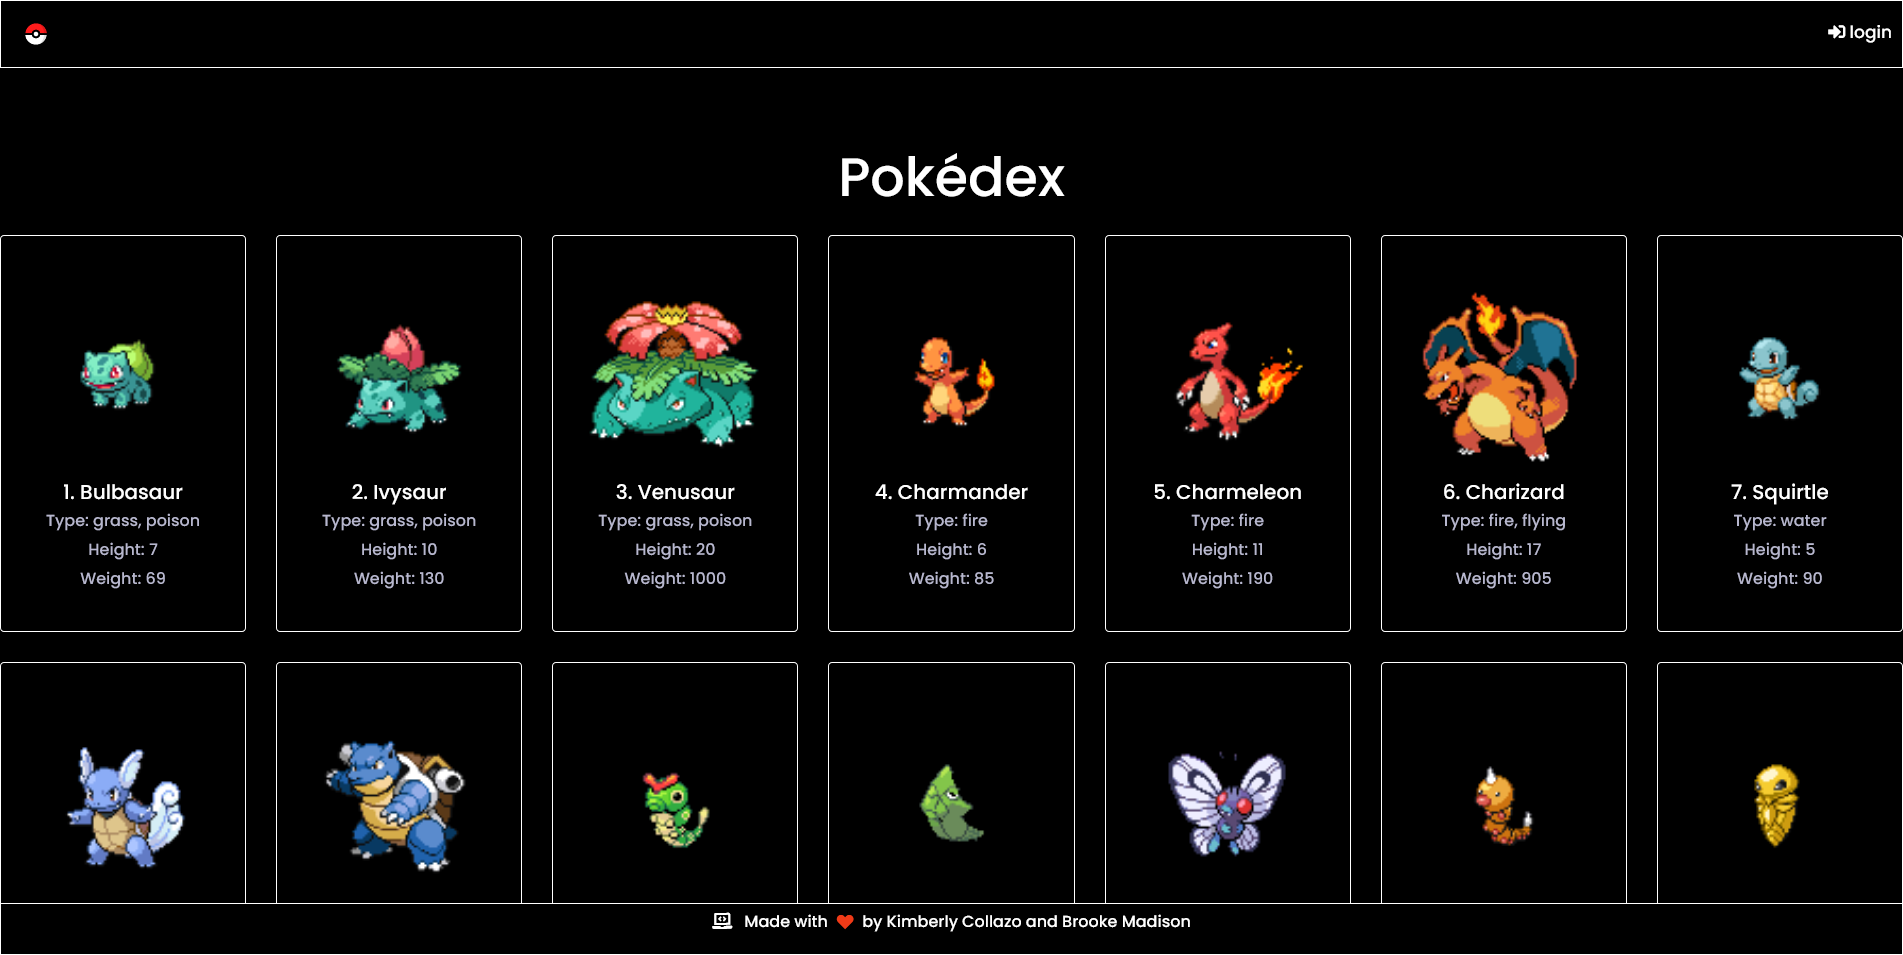 login
Pokédex
1. Bulbasaur
Type: grass, poison
Height: 7
Weight: 69
2. Ivysaur
Type: grass, poison
Height: 10
Weight: 130
3. Venusaur
Type: grass, poison
Height: 20
Weight: 1000
4. Charmander
Type: fire
Height: 6
Weight: 85
5. Charmeleon
Type: fire
Height: 11
Weight: 190
6. Charizard
Type: fire, flying
Height: 17
Weight: 905
7. Squirtle
Type: water
Height: 5
Weight: 90
Made with by Kimberly Collazo and Brooke Madison